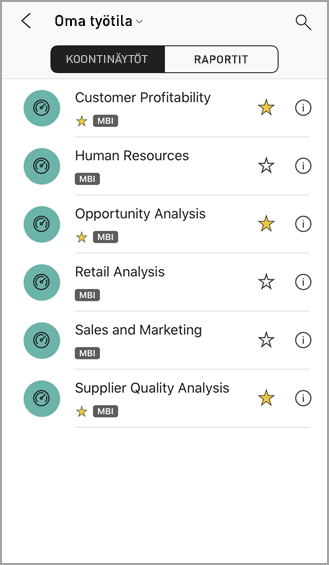 Oma työtila
KOONTINÄYTÖT RAPORTIT
Customer Profitability
MBI
Human Resources
MBI
Opportunity Analysis
MBI
Retail Analysis
MBI
Sales and Marketing
MBI
Supplier Quality Analysis
MBI